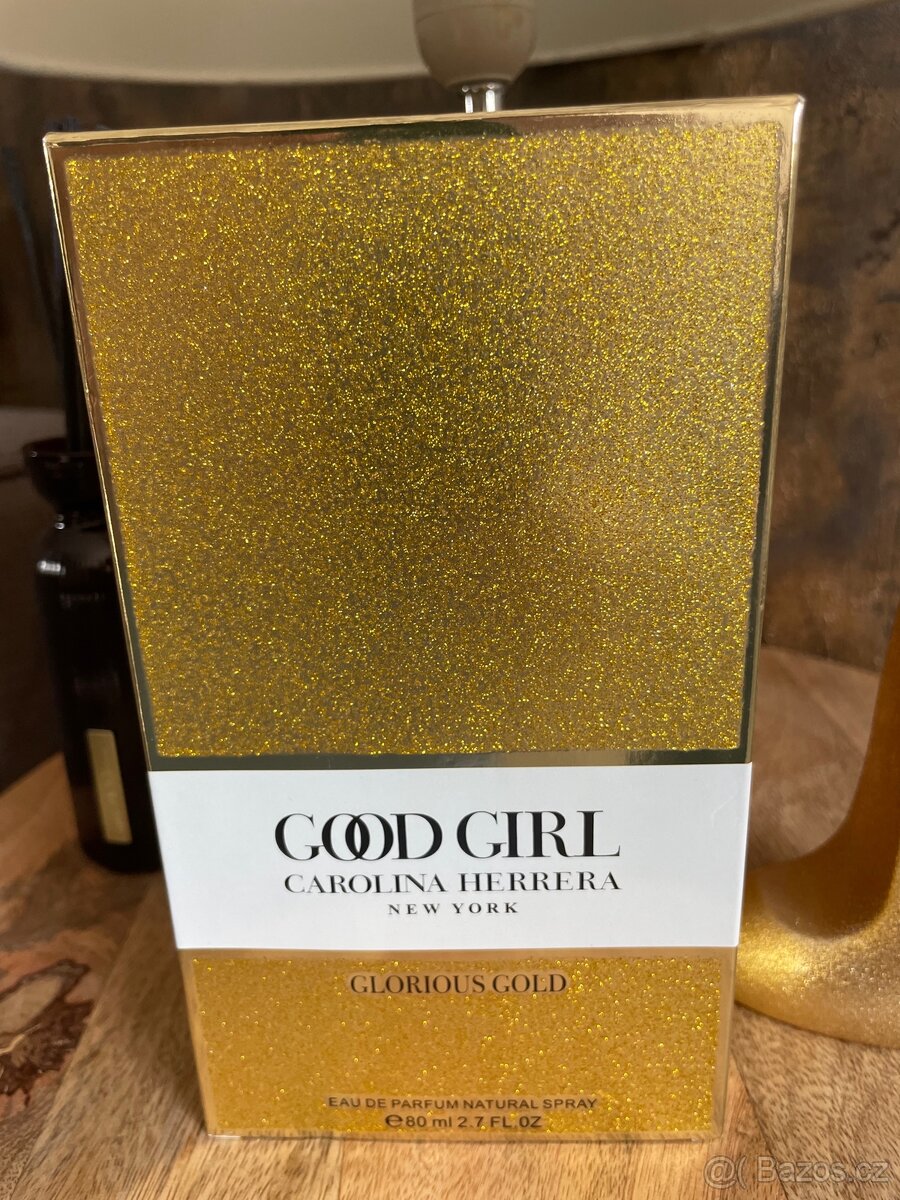 GOOD GIRL
CAROLINA HERRERA
NEW YORK
GLORIOUS GOLD
EAU DE PARFUM NATURAL SPRAY
℮80 ml 2.7 FL.OZ
Bazos.cz